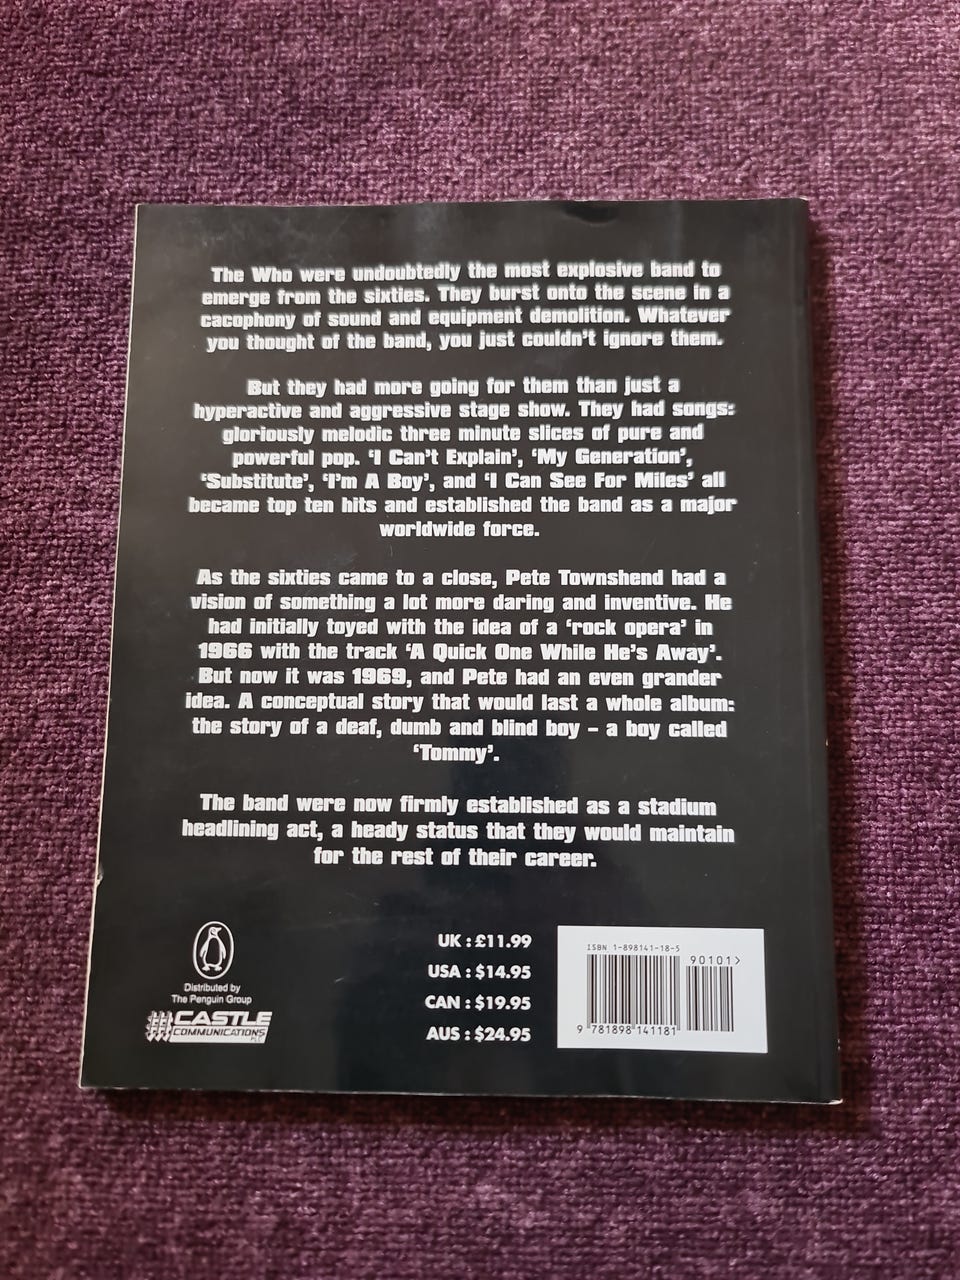 The Who were undoubtedly the most explosive band to
emerge from the sixties. They burst onto the scene in a
cacophony of sound and equipment demolition. Whatever
you thought of the band, you just couldn't ignore them.
But they had more going for them than just a
hyperactive and aggressive stage show. They had songs:
gloriously melodic three minute slices of pure and
powerful pop. ‘I Can't Explain’, ‘My Generation’,
‘Substitute’, ‘I'm A Boy’, and ‘I Can See For Miles’ all
became top ten hits and established the band as a major
worldwide force.
As the sixties came to a close, Pete Townshend had a
vision of something a lot more daring and inventive. He
had initially toyed with the idea of a ‘rock opera’ in
1966 with the track ‘A Quick One While He's Away’.
But now it was 1969, and Pete had an even grander
idea. A conceptual story that would last a whole album:
the story of a deaf, dumb and blind boy – a boy called
‘Tommy’.
The band were now firmly established as a stadium
headlining act, a heady status that they would maintain
for the rest of their career.
Distributed by
The Penguin Group
CASTLE
COMMUNICATIONS
PLC
UK : £11.99
USA : $14.95
CAN : $19.95
AUS : $24.95
ISBN 1-898141-18-5
90101>
9 781898 141181